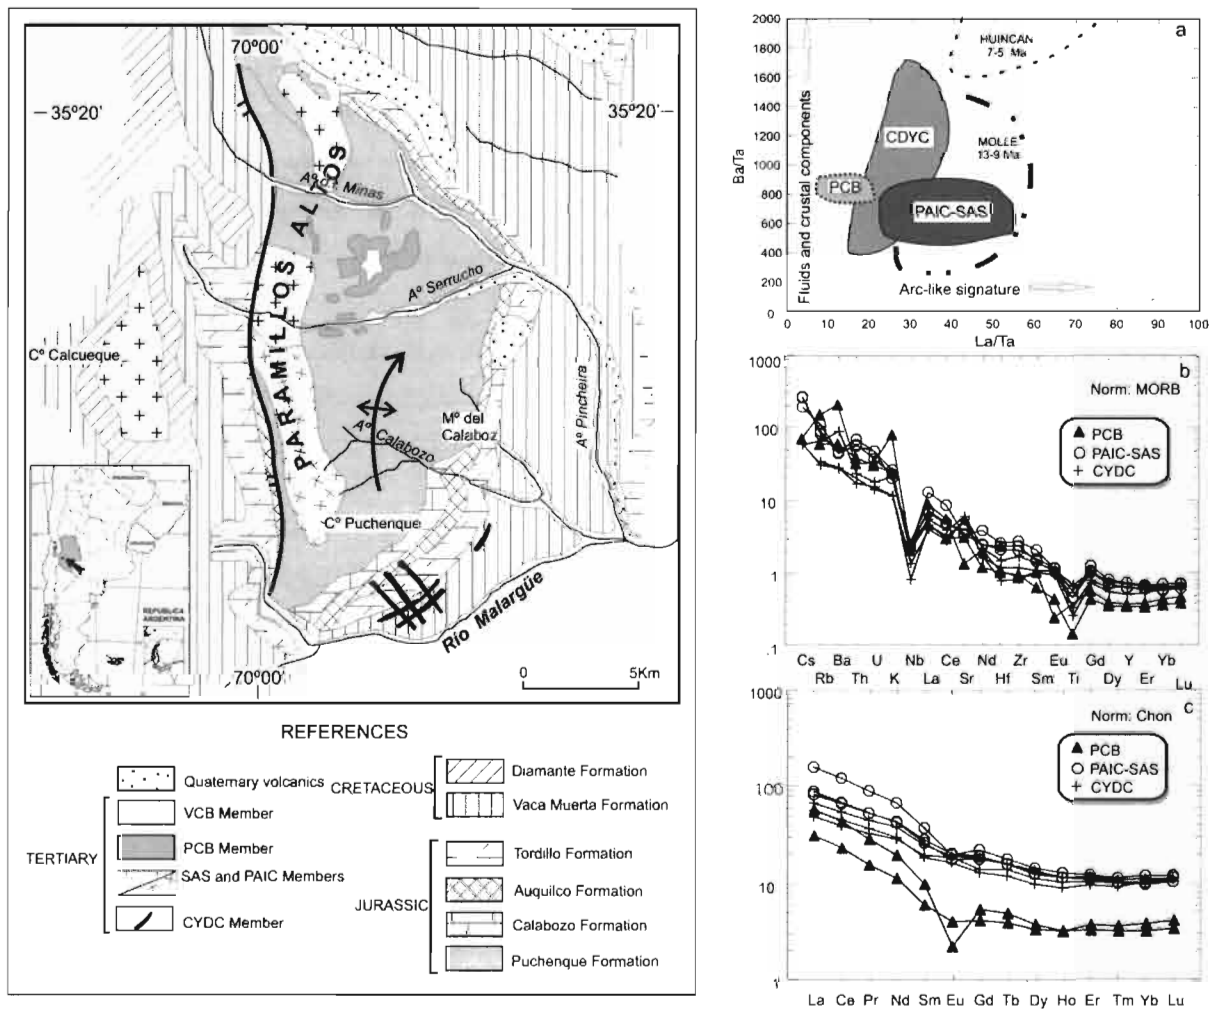 70°00'
35°20'
35°20'
Aº d. Minas
PARAMILLOS ALTOS
Aº Serrucho
Cº Calcueque
Aº Pincheira
Mº del
Calaboz
Aº Calabozo
Cº Puchenque
Río Malargüe
REPUBLICA
ARGENTINA
70°00'
0
5Km
REFERENCES
Quaternary volcanics
TERTIARY
VCB Member
PCB Member
SAS and PAIC Members
CYDC Member
CRETACEOUS
Diamante Formation
Vaca Muerta Formation
JURASSIC
Tordillo Formation
Auquilco Formation
Calabozo Formation
Puchenque Formation
a
2000
1800
1600
1400
1200
1000
800
600
400
200
0
Ba/Ta
Fluids and crustal components
HUINCAN
7-5 Ma
MOLLE
13-9 Ma
CDYC
PCB
PAIC-SAS
Arc-like signature
0 10 20 30 40 50 60 70 80 90 100
La/Ta
b
Norm: MORB
PCB
PAIC-SAS
CYDC
1000
100
10
1
.1
Cs Ba U Nb Ce Nd Zr Eu Gd Y Yb
Rb Th K La Sr Hf Sm Ti Dy Er Lu
c
Norm: Chon
PCB
PAIC-SAS
CYDC
1000
100
10
1
La Ce Pr Nd Sm Eu Gd Tb Dy Ho Er Tm Yb Lu